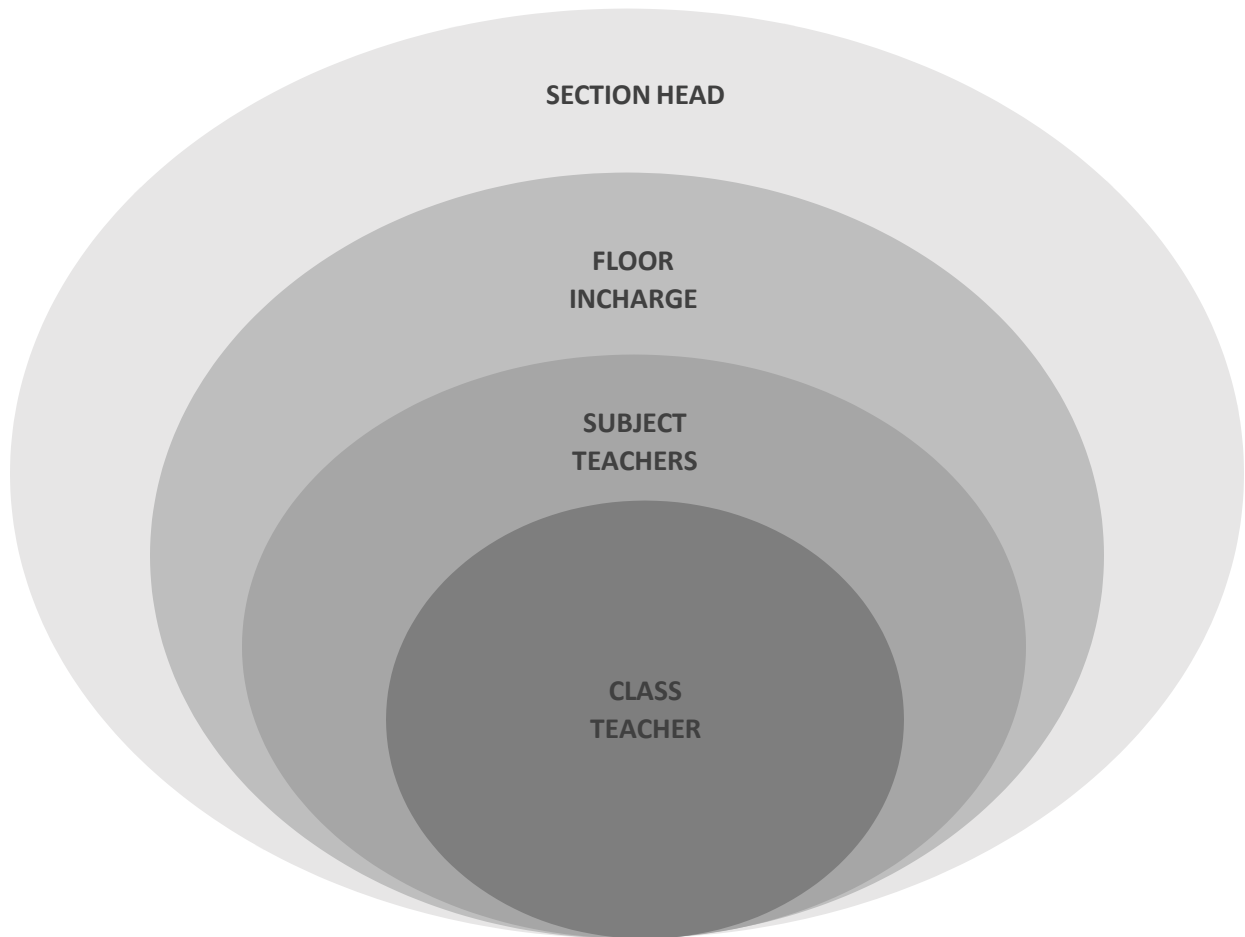 SECTION HEAD
FLOOR
INCHARGE
SUBJECT
TEACHERS
CLASS
TEACHER